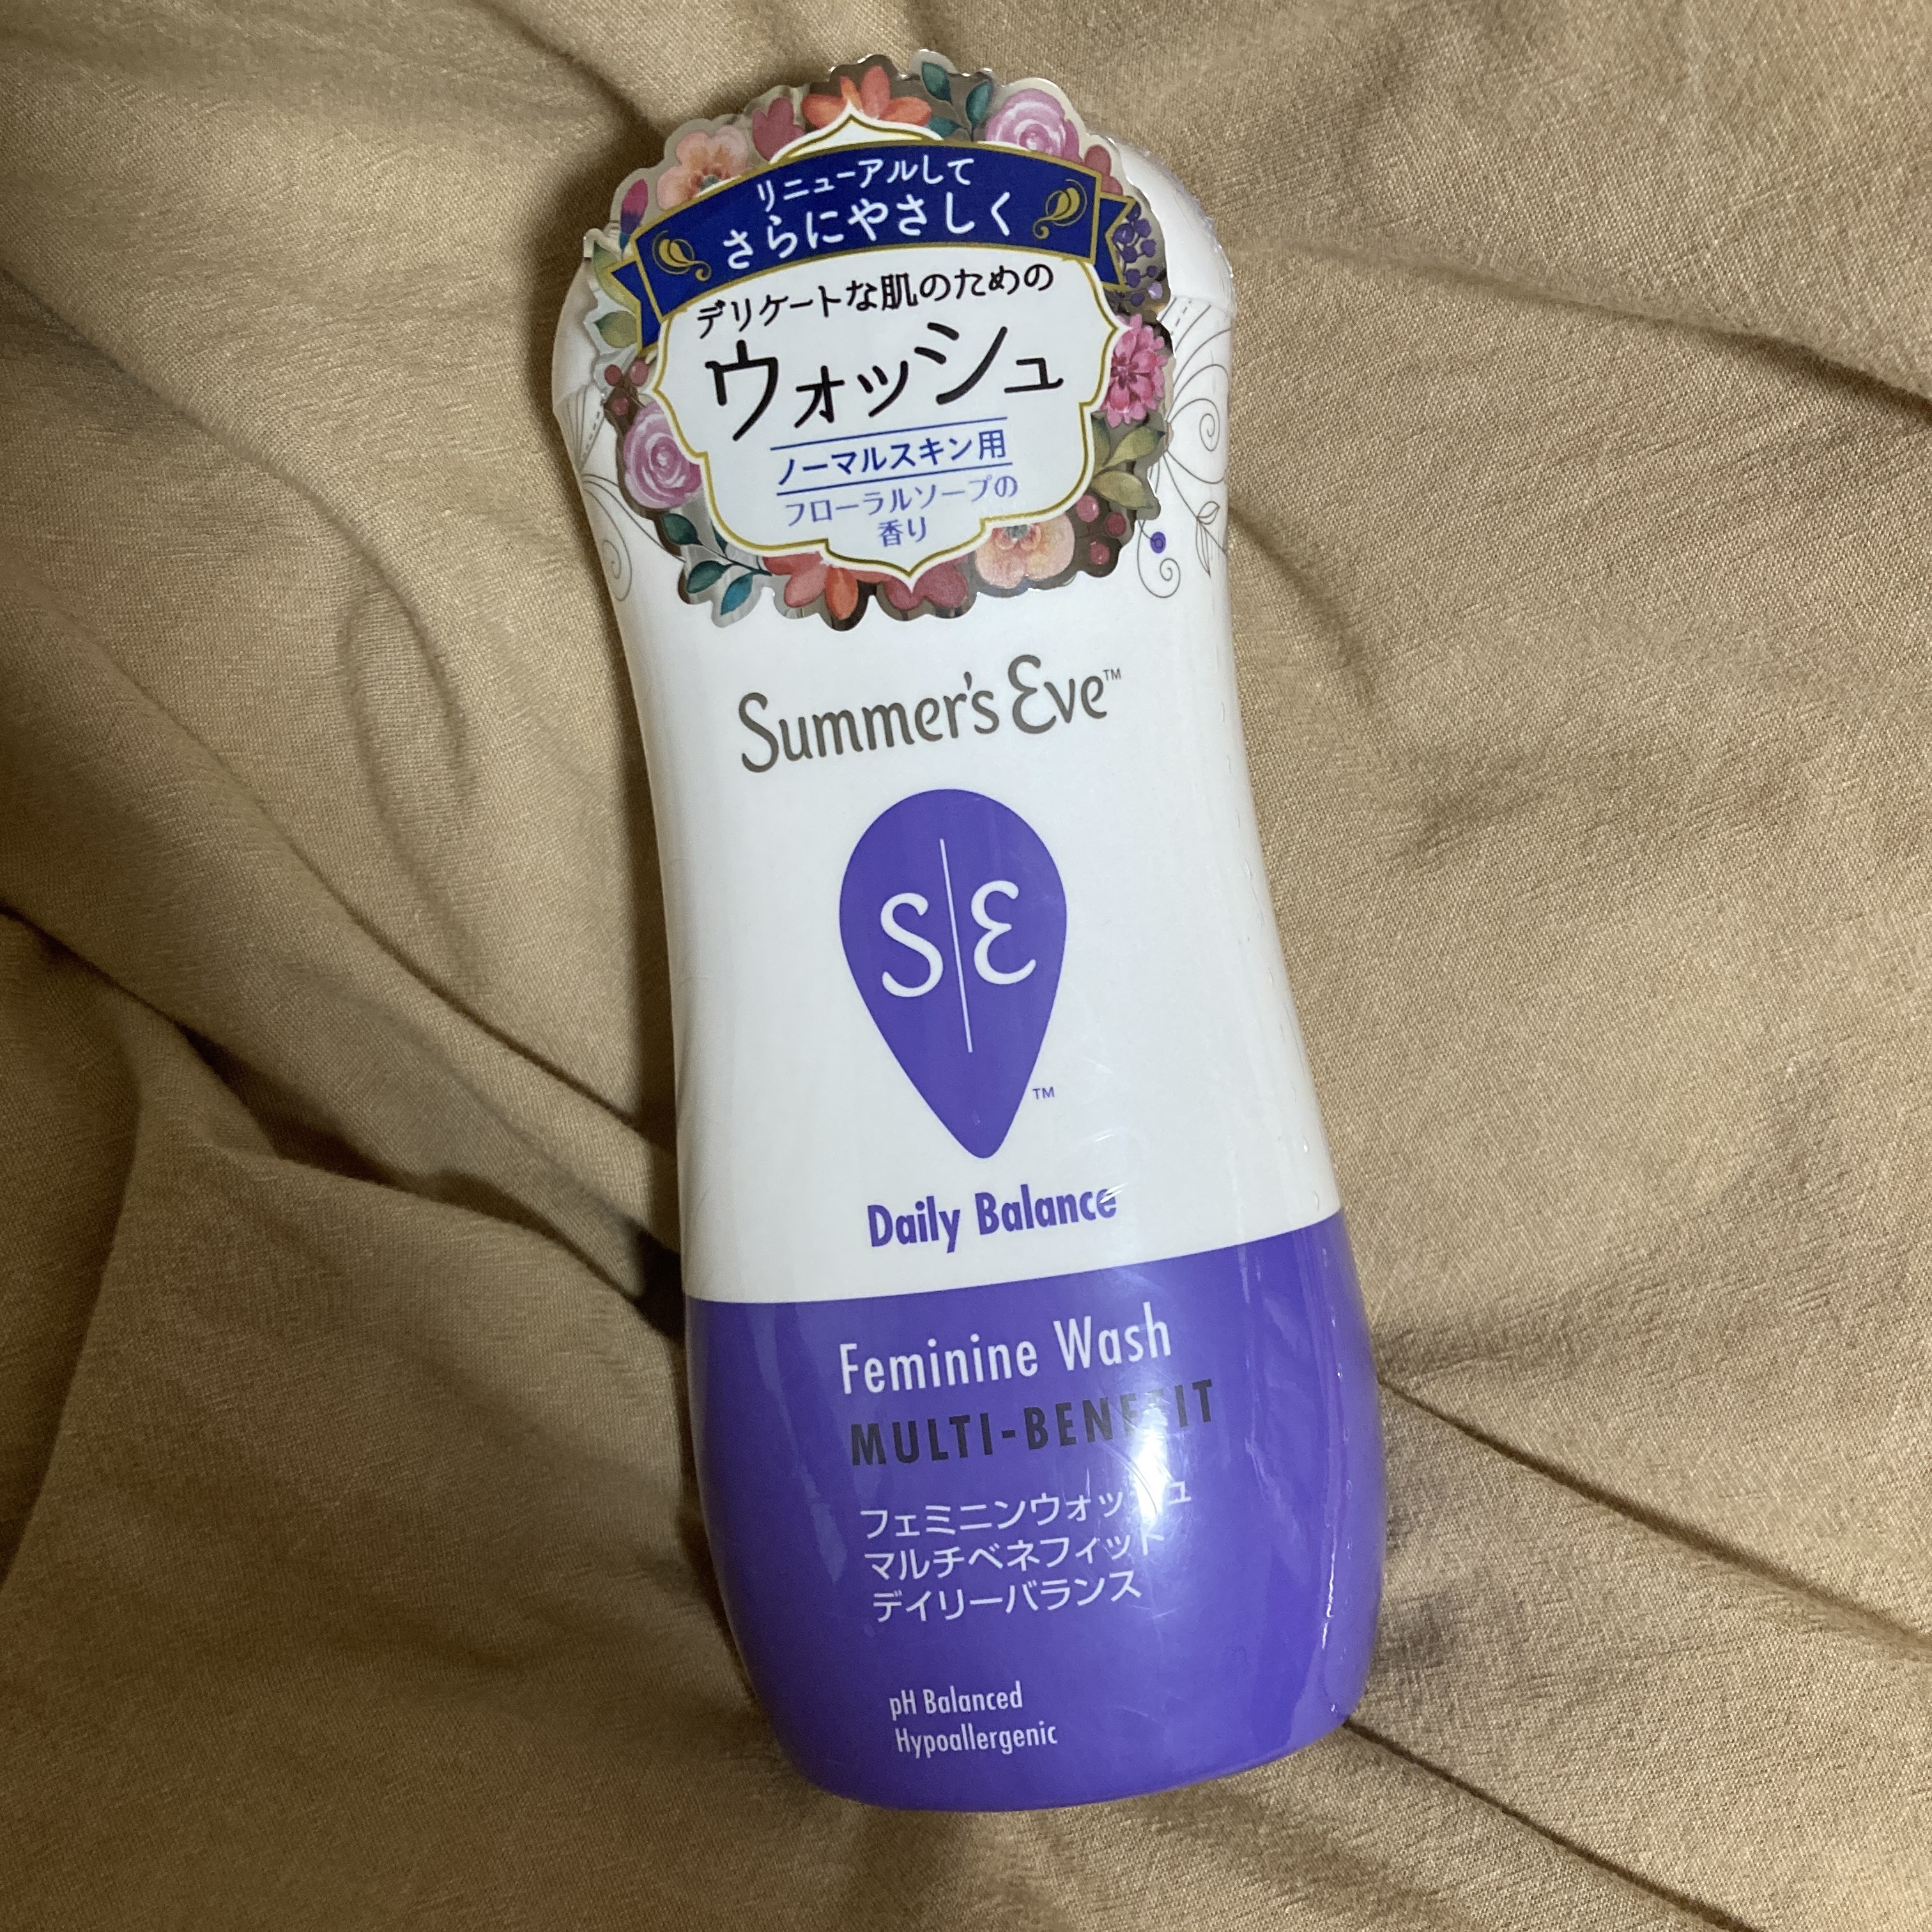 リニューアルして
さらにやさしく
デリケートな肌のための
ウォッシュ
ノーマルスキン用
フローラルソープの
香り
Summer's Eve™
S|E
™
Daily Balance
Feminine Wash
MULTI-BENEFIT
フェミニンウォッシュ
マルチベネフィット
デイリーバランス
pH Balanced
Hypoallergenic